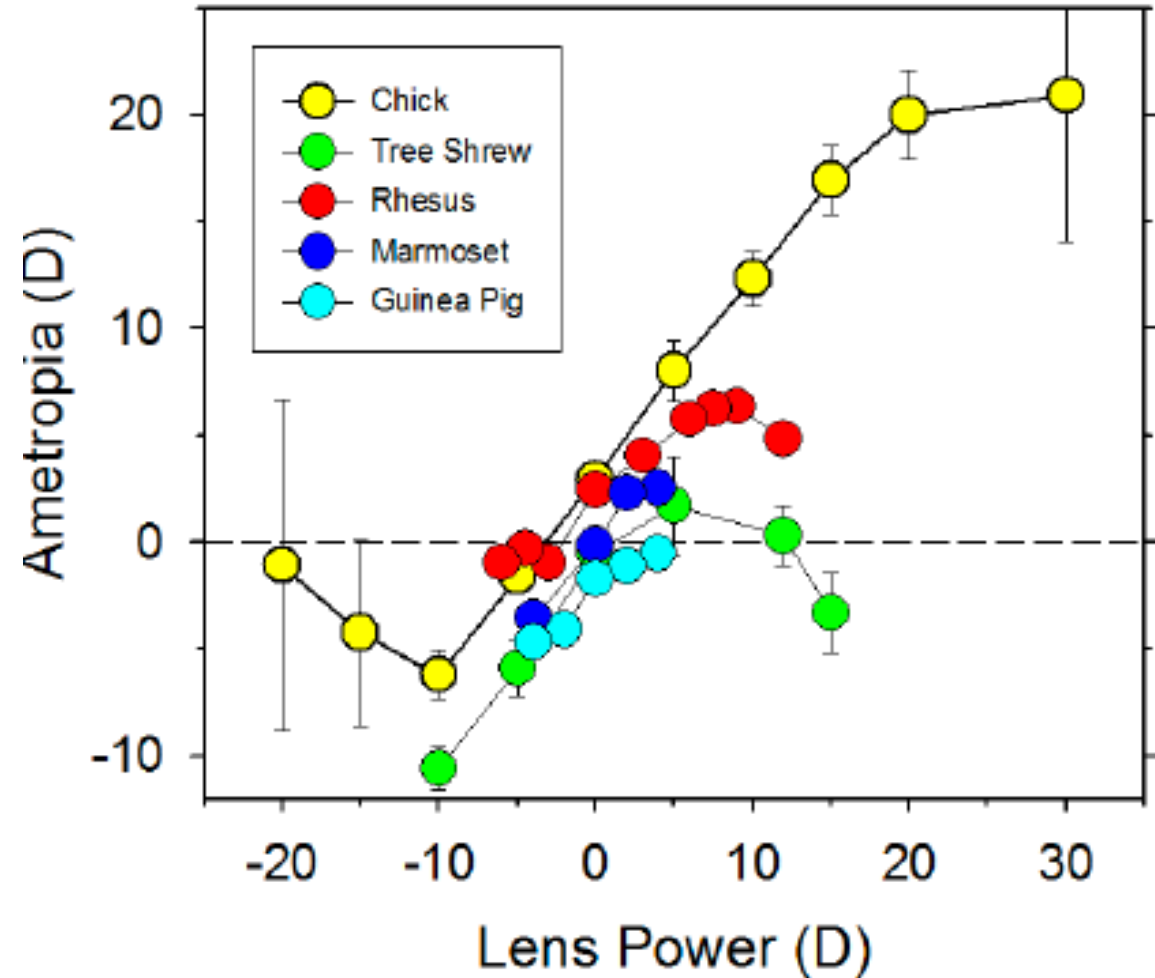 Chick
Tree Shrew
Rhesus
Marmoset
Guinea Pig
20
10
0
-10
Ametropia (D)
-20 -10 0 10 20 30
Lens Power (D)